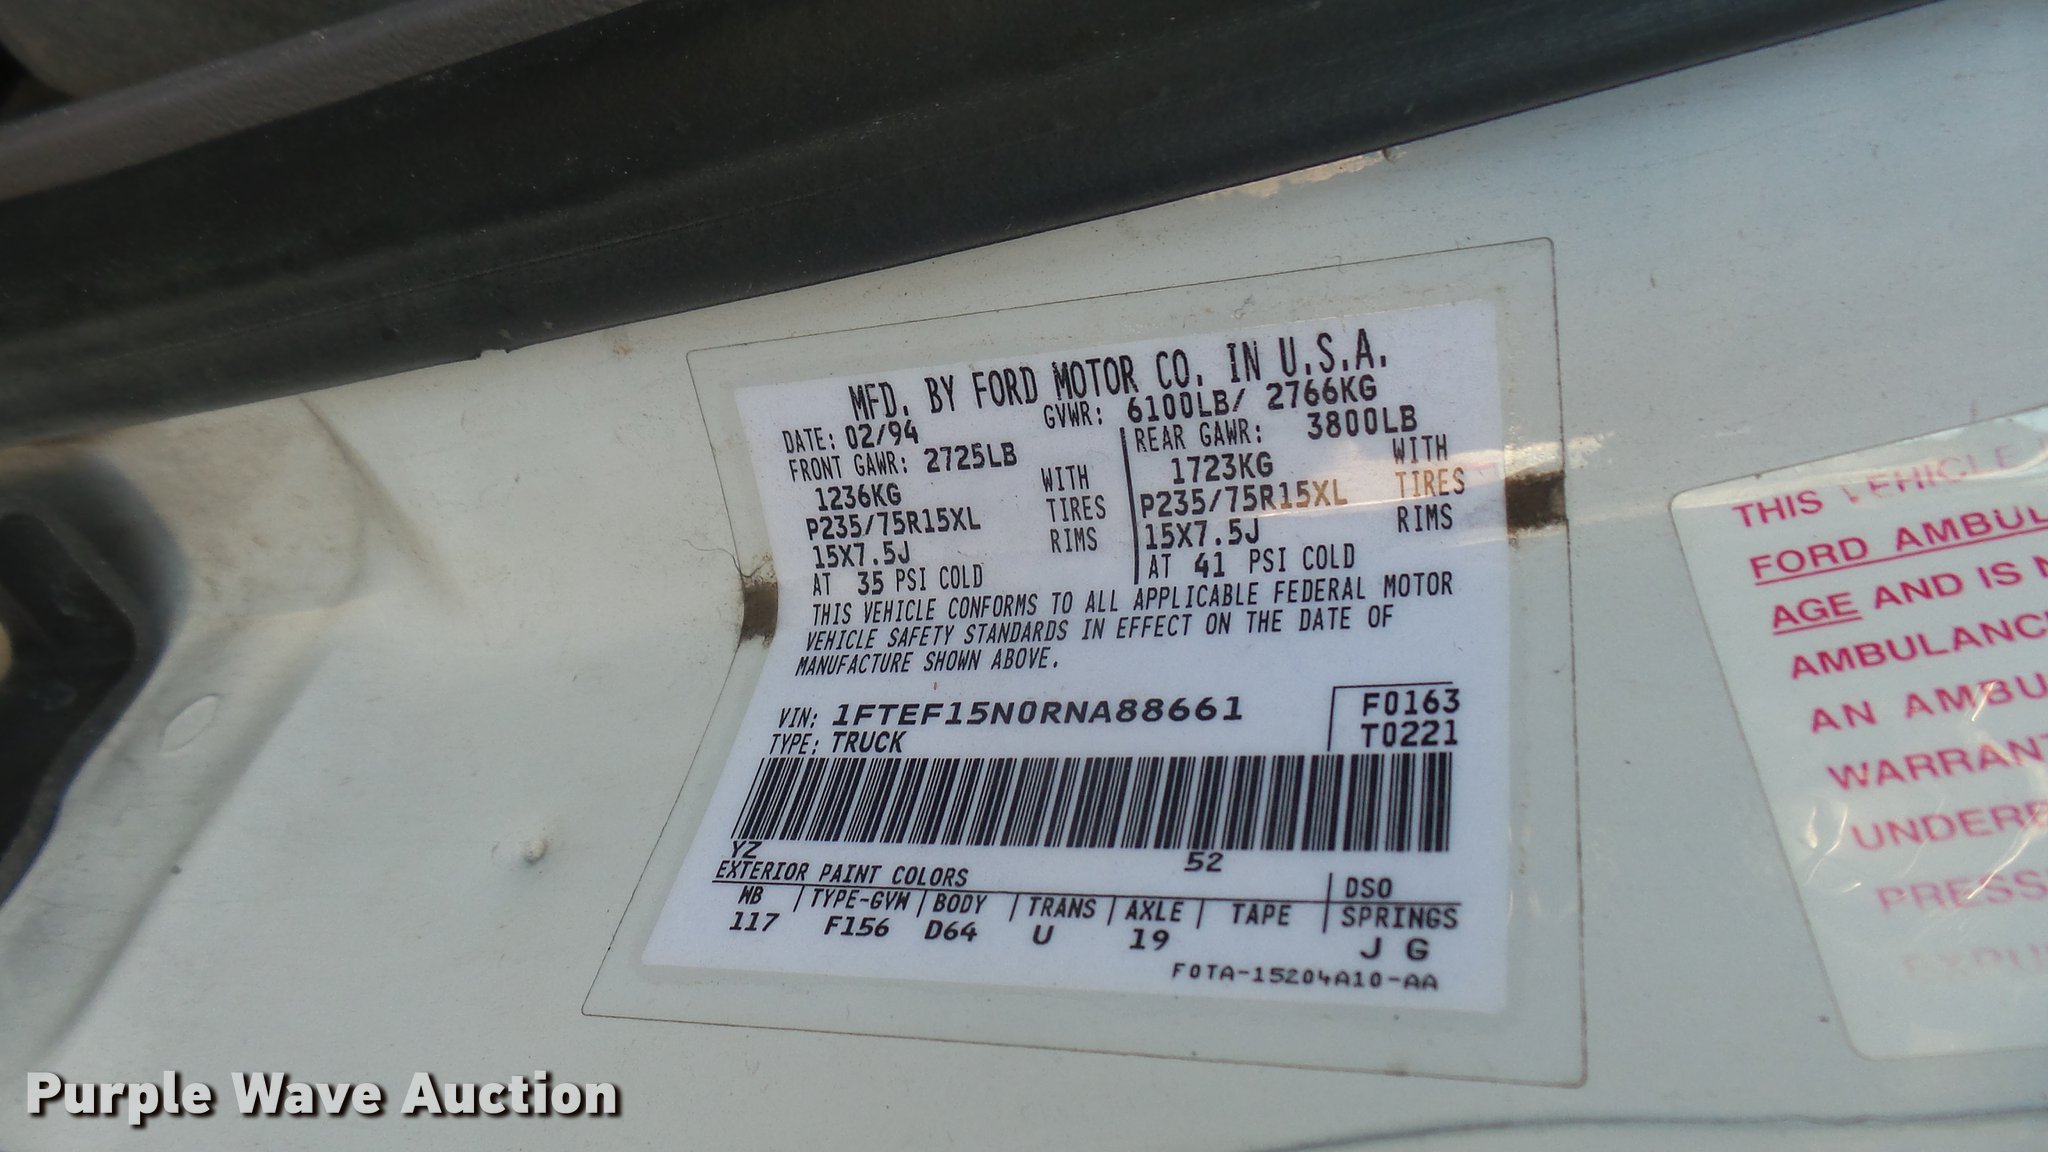 MFD. BY FORD MOTOR CO. IN U.S.A.
DATE: 02/94 GVWR: 6100LB/ 2766KG
FRONT GAWR: 2725LB
1236KG WITH
P235/75R15XL TIRES
15X7.5J RIMS
AT 35 PSI COLD
REAR GAWR: 3800LB
1723KG WITH
P235/75R15XL TIRES
15X7.5J RIMS
AT 41 PSI COLD
THIS VEHICLE CONFORMS TO ALL APPLICABLE FEDERAL MOTOR
VEHICLE SAFETY STANDARDS IN EFFECT ON THE DATE OF
MANUFACTURE SHOWN ABOVE.
VIN: 1FTEF15N0RNA88661 F0163
TYPE: TRUCK T0221
YZ 52
EXTERIOR PAINT COLORS DSO
WB | TYPE-GVW | BODY | TRANS | AXLE | TAPE | SPRINGS
117 F156 D64 U 19 J G
F0TA-15204A10-AA
THIS VEHICLE
FORD AMBUL
AGE AND IS N
AMBULANC
AN AMBU
WARRANT
UNDERE
PRESS
Purple Wave Auction